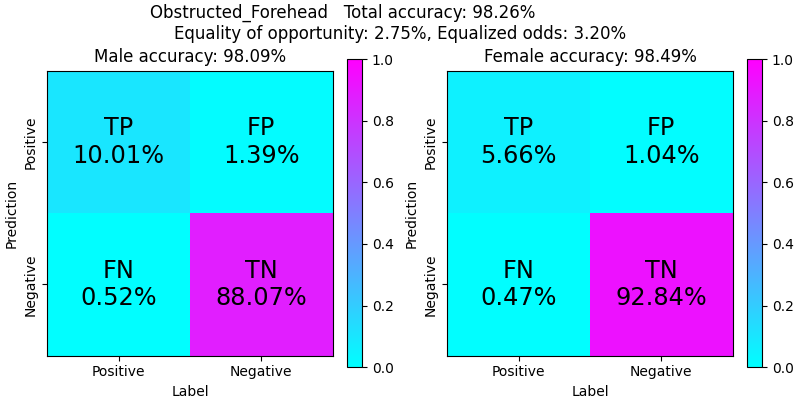 Obstructed_Forehead   Total accuracy: 98.26%
Equality of opportunity: 2.75%, Equalized odds: 3.20%
Male accuracy: 98.09%
Prediction
Positive
Negative
TP
10.01%
FP
1.39%
FN
0.52%
TN
88.07%
Positive
Negative
Label
1.0
0.8
0.6
0.4
0.2
0.0
Female accuracy: 98.49%
Prediction
Positive
Negative
TP
5.66%
FP
1.04%
FN
0.47%
TN
92.84%
Positive
Negative
Label
1.0
0.8
0.6
0.4
0.2
0.0